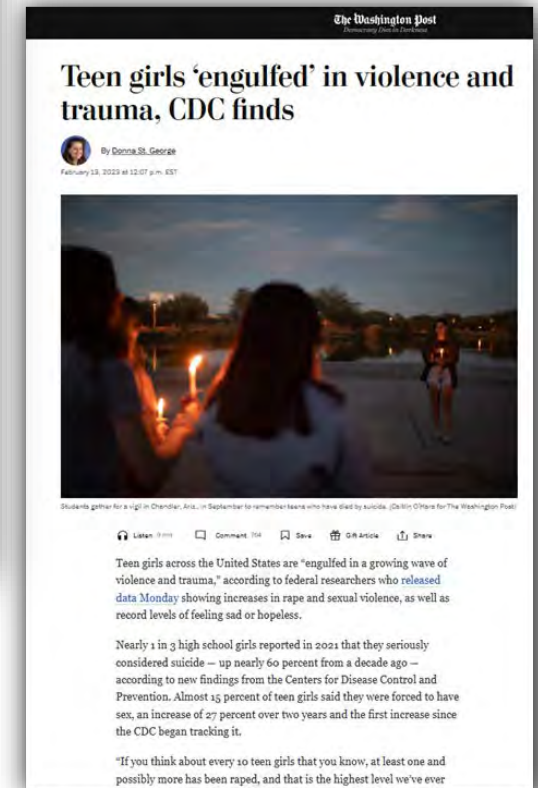 The Washington Post
Democracy Dies in Darkness
Teen girls ‘engulfed’ in violence and
trauma, CDC finds
By Donna St. George
February 13, 2023 at 12:07 p.m. EST
Students gather for a vigil in Chandler, Ariz., in September to remember teens who have died by suicide. (Caitlin O'Hara for The Washington Post)
Listen 9 min Comment 764 Save Gift Article Share
Teen girls across the United States are “engulfed in a growing wave of
violence and trauma,” according to federal researchers who released
data Monday showing increases in rape and sexual violence, as well as
record levels of feeling sad or hopeless.
Nearly 1 in 3 high school girls reported in 2021 that they seriously
considered suicide — up nearly 60 percent from a decade ago —
according to new findings from the Centers for Disease Control and
Prevention. Almost 15 percent of teen girls said they were forced to have
sex, an increase of 27 percent over two years and the first increase since
the CDC began tracking it.
“If you think about every 10 teen girls that you know, at least one and
possibly more has been raped, and that is the highest level we’ve ever